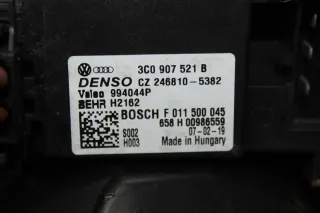 3C0 907 521 B
DENSO CZ 246810-5382
Valeo 994044P
BEHR H2162
BOSCH F 011 500 045
658 H 00986559
S002 07-02-19
H003 Made in Hungary